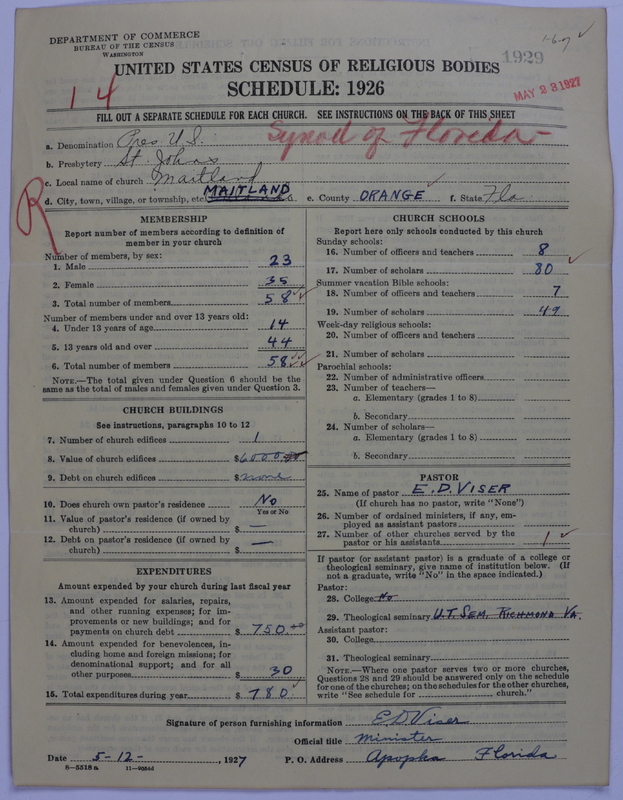 DEPARTMENT OF COMMERCE
BUREAU OF THE CENSUS
WASHINGTON
1929
UNITED STATES CENSUS OF RELIGIOUS BODIES
SCHEDULE: 1926
14
MAY 23 1927
FILL OUT A SEPARATE SCHEDULE FOR EACH CHURCH. SEE INSTRUCTIONS ON THE BACK OF THIS SHEET
Synod of Florida
a. Denomination Pres U.S.
b. Presbytery St. Johns
c. Local name of church Maitland
d. City, town, village, or township, etc. MAITLAND e. County ORANGE f. State Fla
R
MEMBERSHIP
Report number of members according to definition of
member in your church
Number of members, by sex:
1. Male 23
2. Female 35
3. Total number of members 58
Number of members under and over 13 years old:
4. Under 13 years of age 14
5. 13 years old and over 44
6. Total number of members 58
NOTE.—The total given under Question 6 should be the
same as the total of males and females given under Question 3.
CHURCH BUILDINGS
See instructions, paragraphs 10 to 12
7. Number of church edifices 1
8. Value of church edifices $6000
9. Debt on church edifices $none
10. Does church own pastor's residence No
Yes or No
11. Value of pastor's residence (if owned by
church) $ —
12. Debt on pastor's residence (if owned by
church) $ —
EXPENDITURES
Amount expended by your church during last fiscal year
13. Amount expended for salaries, repairs,
and other running expenses; for im-
provements or new buildings; and for
payments on church debt $ 750.00
14. Amount expended for benevolences, in-
cluding home and foreign missions; for
denominational support; and for all
other purposes $ 30
15. Total expenditures during year $ 780
CHURCH SCHOOLS
Report here only schools conducted by this church
Sunday schools:
16. Number of officers and teachers 8
17. Number of scholars 80
Summer vacation Bible schools:
18. Number of officers and teachers 7
19. Number of scholars 49
Week-day religious schools:
20. Number of officers and teachers
21. Number of scholars
Parochial schools:
22. Number of administrative officers
23. Number of teachers—
a. Elementary (grades 1 to 8)
b. Secondary
24. Number of scholars—
a. Elementary (grades 1 to 8)
b. Secondary
PASTOR
25. Name of pastor E. D. VISER
(If church has no pastor, write "None")
26. Number of ordained ministers, if any, em-
ployed as assistant pastors
27. Number of other churches served by the
pastor or his assistants 1
If pastor (or assistant pastor) is a graduate of a college or
theological seminary, give name of institution below. (If
not a graduate, write "No" in the space indicated.)
Pastor:
28. College No
29. Theological seminary U.T. SEM. RICHMOND VA.
Assistant pastor:
30. College
31. Theological seminary
NOTE.—Where one pastor serves two or more churches,
Questions 28 and 29 should be answered only on the schedule
for one of the churches; on the schedules for the other churches,
write "See schedule for church."
Signature of person furnishing information E D Viser
Official title Minister
Date 5-12-, 1927 P. O. Address Apopka Florida
8—5318 a